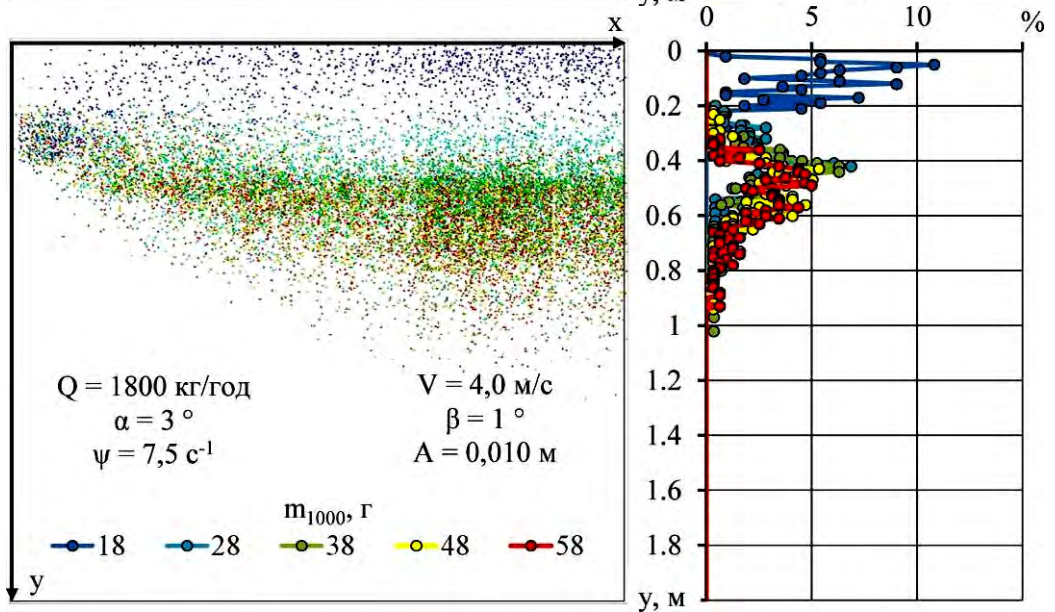 x
y, м
0 5 10 %
0
0.2
0.4
0.6
0.8
1
1.2
1.4
1.6
1.8
y, м
Q = 1800 кг/год
α = 3 °
ψ = 7,5 с-1
V = 4,0 м/с
β = 1 °
A = 0,010 м
m1000, г
18 28 38 48 58
y